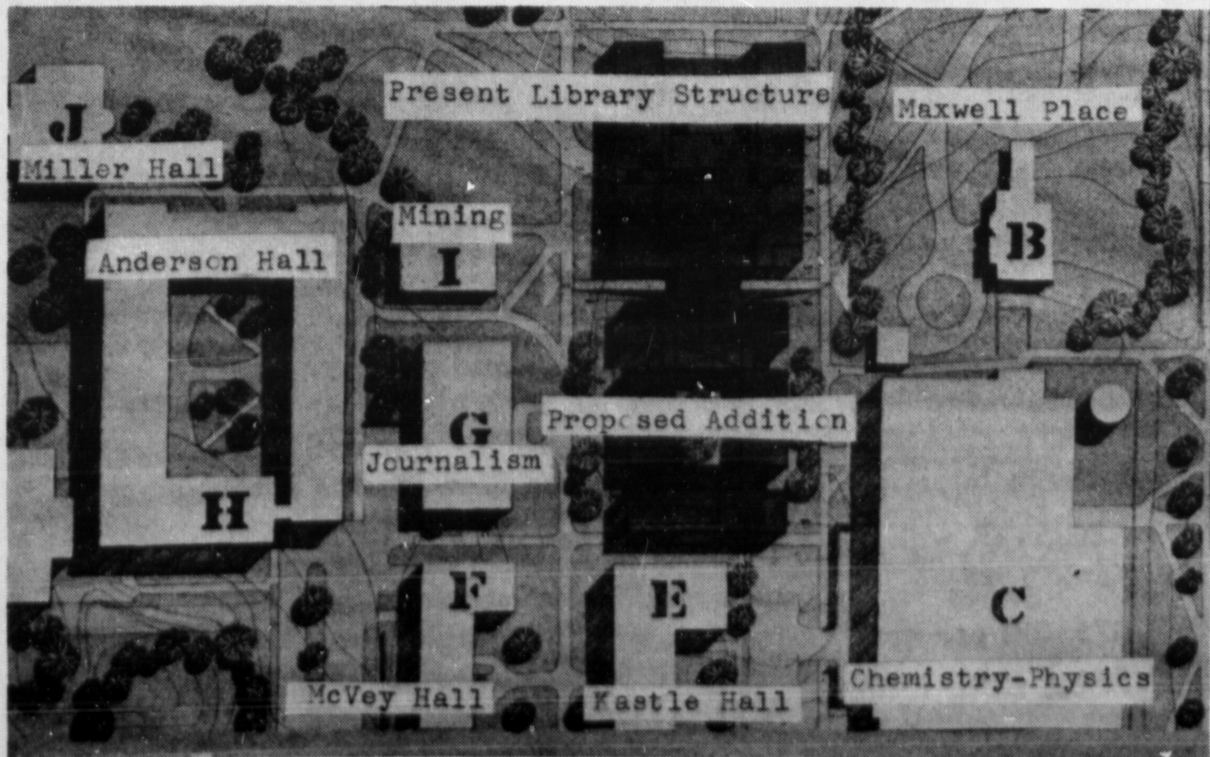 Present Library Structure
Maxwell Place
J
Miller Hall
Mining
I
B
Anderson Hall
Proposed Addition
G
Journalism
H
F
E
C
McVey Hall
Kastle Hall
Chemistry-Physics